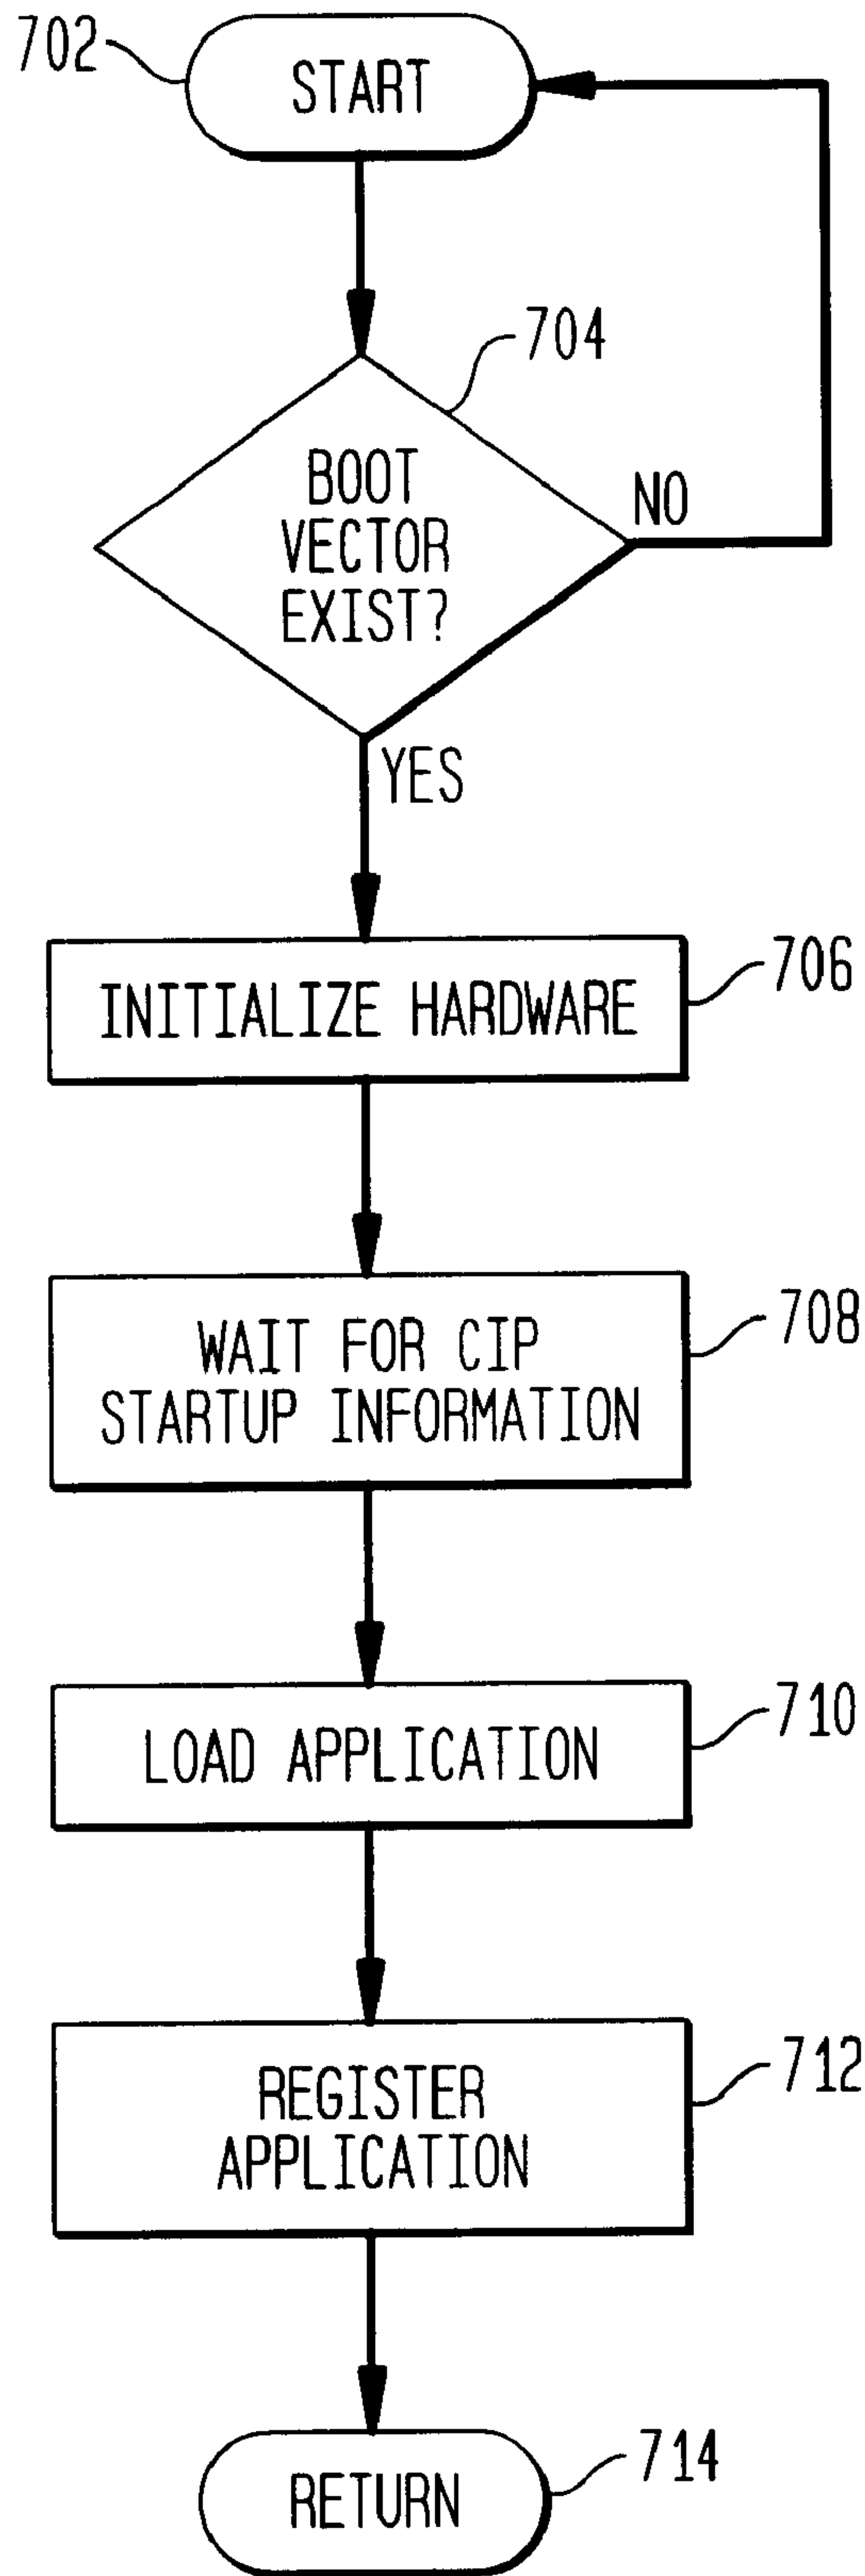 702
START
704
BOOT
VECTOR
EXIST?
NO
YES
INITIALIZE HARDWARE
706
WAIT FOR CIP
STARTUP INFORMATION
708
LOAD APPLICATION
710
REGISTER
APPLICATION
712
RETURN
714